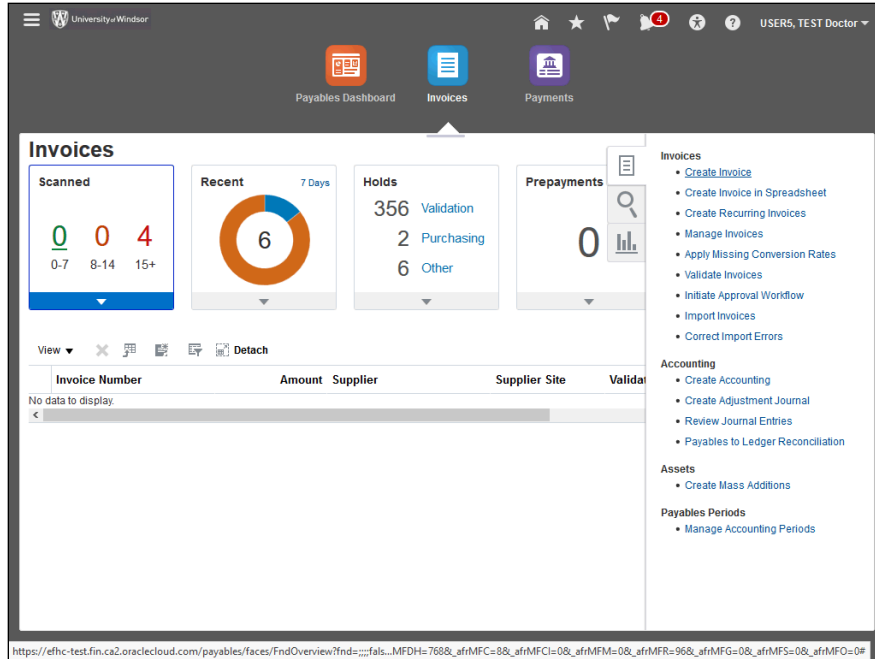 University of Windsor
4
USER5, TEST Doctor
Payables Dashboard
Invoices
Payments
Invoices
Scanned
0
0
4
0-7
8-14
15+
Recent
7 Days
6
Holds
356 Validation
2 Purchasing
6 Other
Prepayments
0
View
Detach
Invoice Number
Amount
Supplier
Supplier Site
Validat
No data to display.
Invoices
Create Invoice
Create Invoice in Spreadsheet
Create Recurring Invoices
Manage Invoices
Apply Missing Conversion Rates
Validate Invoices
Initiate Approval Workflow
Import Invoices
Correct Import Errors
Accounting
Create Accounting
Create Adjustment Journal
Review Journal Entries
Payables to Ledger Reconciliation
Assets
Create Mass Additions
Payables Periods
Manage Accounting Periods
https://efhc-test.fin.ca2.oraclecloud.com/payables/faces/FndOverview?fnd=;;;;fals...MFDH=768&_afrMFC=8&_afrMFCI=0&_afrMFM=0&_afrMFR=96&_afrMFG=0&_afrMFS=0&_afrMFO=0#